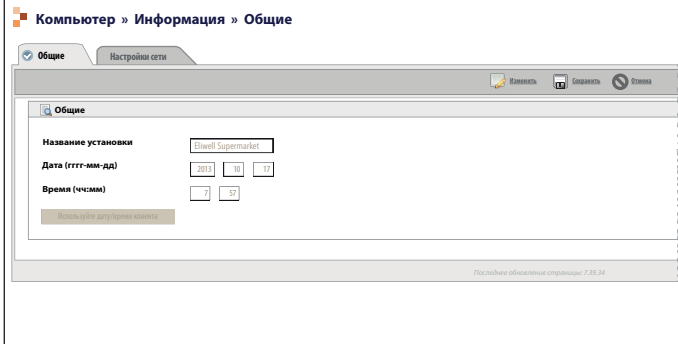 Компьютер » Информация » Общие
Общие Настройки сети
Изменить Сохранить Отмена
Общие
Название установки Eliwell Supermarket
Дата (гггг-мм-дд) 2013 10 17
Время (чч:мм) 7 57
Используйте дату/время клиента
Последнее обновление страницы: 7.39.34